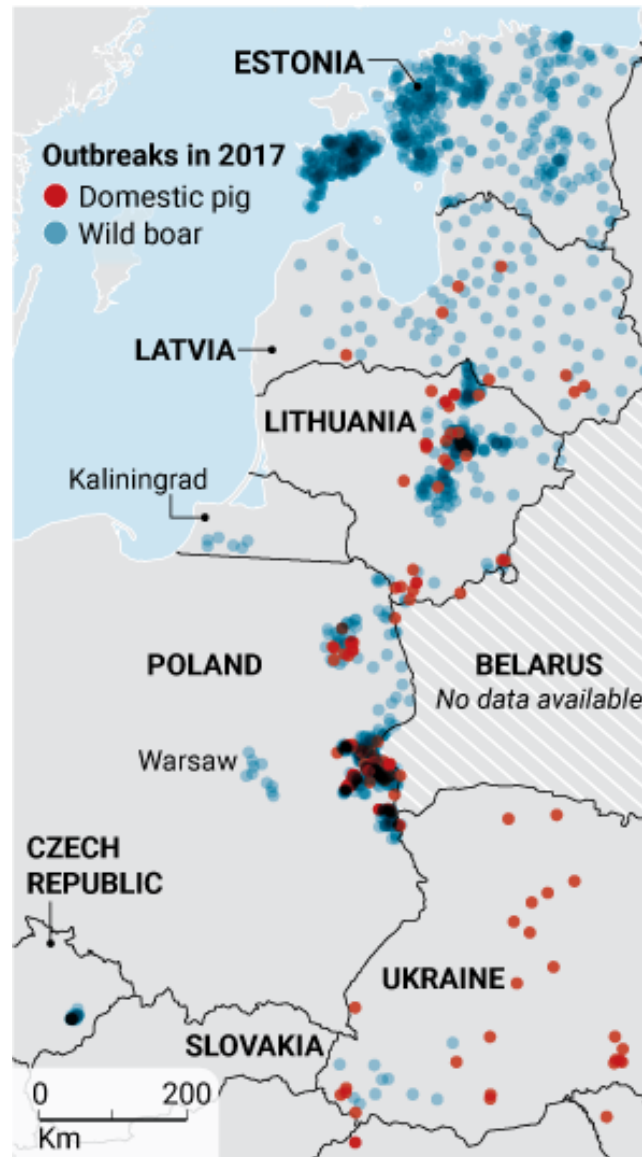 ESTONIA
Outbreaks in 2017
Domestic pig
Wild boar
LATVIA
LITHUANIA
Kaliningrad
POLAND
BELARUS
No data available
Warsaw
CZECH
REPUBLIC
UKRAINE
SLOVAKIA
0 200
Km